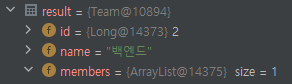 result = {Team@10894}
f id = {Long@14373} 2
f name = "백엔드"
f members = {ArrayList@14375} size = 1